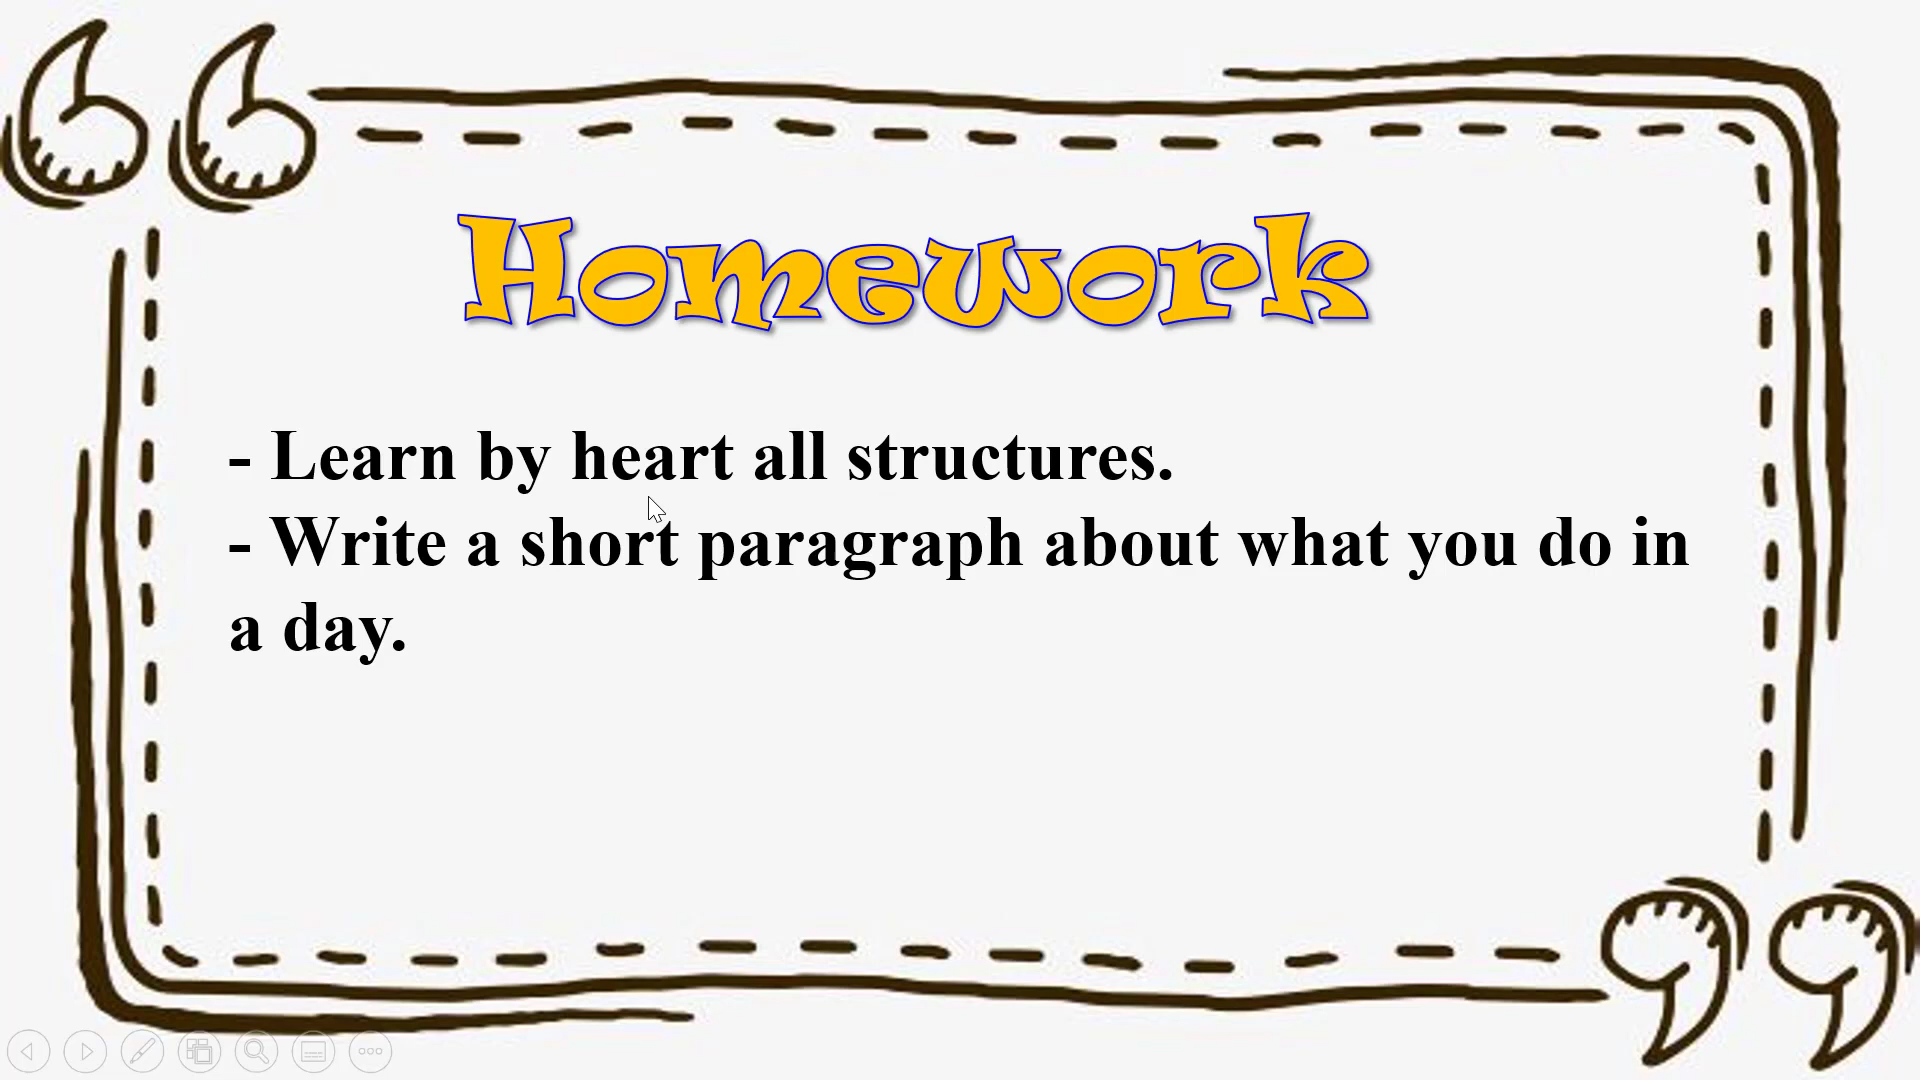 Homework
- Learn by heart all structures.
- Write a short paragraph about what you do in
a day.